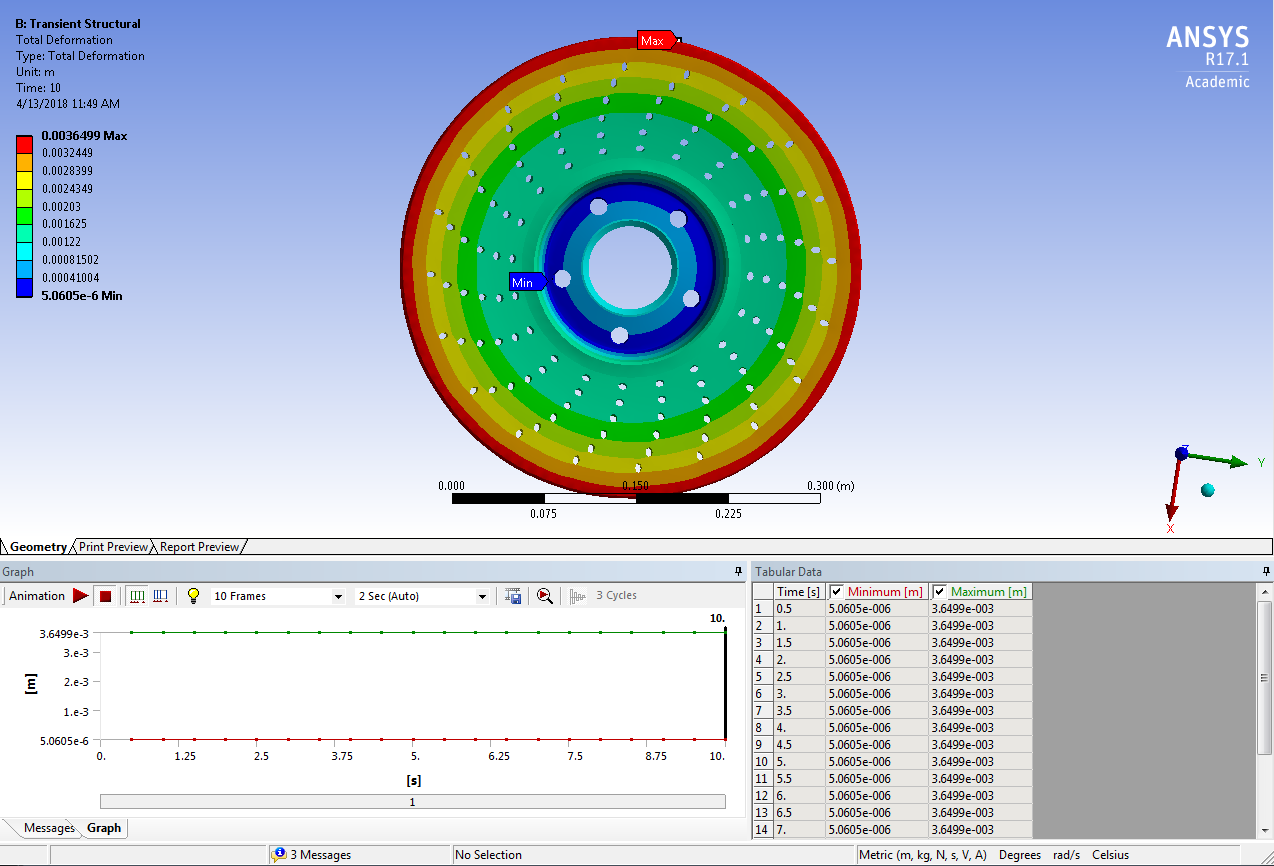 B: Transient Structural
Total Deformation
Type: Total Deformation
Unit: m
Time: 10
4/13/2018 11:49 AM
0.0036499 Max
0.0032449
0.0028399
0.0024349
0.00203
0.001625
0.00122
0.00081502
0.00041004
5.0605e-6 Min
Max
Min
ANSYS
R17.1
Academic
0.000 0.150 0.300 (m)
0.075 0.225
Z
Y
X
Geometry Print Preview Report Preview
Graph
Animation 10 Frames 2 Sec (Auto) 3 Cycles
10.
3.6499e-3
3.e-3
2.e-3
1.e-3
5.0605e-6
[m]
0. 1.25 2.5 3.75 5. 6.25 7.5 8.75 10.
[s]
1
Messages Graph
Tabular Data
Time [s] Minimum [m] Maximum [m]
1 0.5 5.0605e-006 3.6499e-003
2 1. 5.0605e-006 3.6499e-003
3 1.5 5.0605e-006 3.6499e-003
4 2. 5.0605e-006 3.6499e-003
5 2.5 5.0605e-006 3.6499e-003
6 3. 5.0605e-006 3.6499e-003
7 3.5 5.0605e-006 3.6499e-003
8 4. 5.0605e-006 3.6499e-003
9 4.5 5.0605e-006 3.6499e-003
10 5. 5.0605e-006 3.6499e-003
11 5.5 5.0605e-006 3.6499e-003
12 6. 5.0605e-006 3.6499e-003
13 6.5 5.0605e-006 3.6499e-003
14 7. 5.0605e-006 3.6499e-003
3 Messages No Selection Metric (m, kg, N, s, V, A) Degrees rad/s Celsius